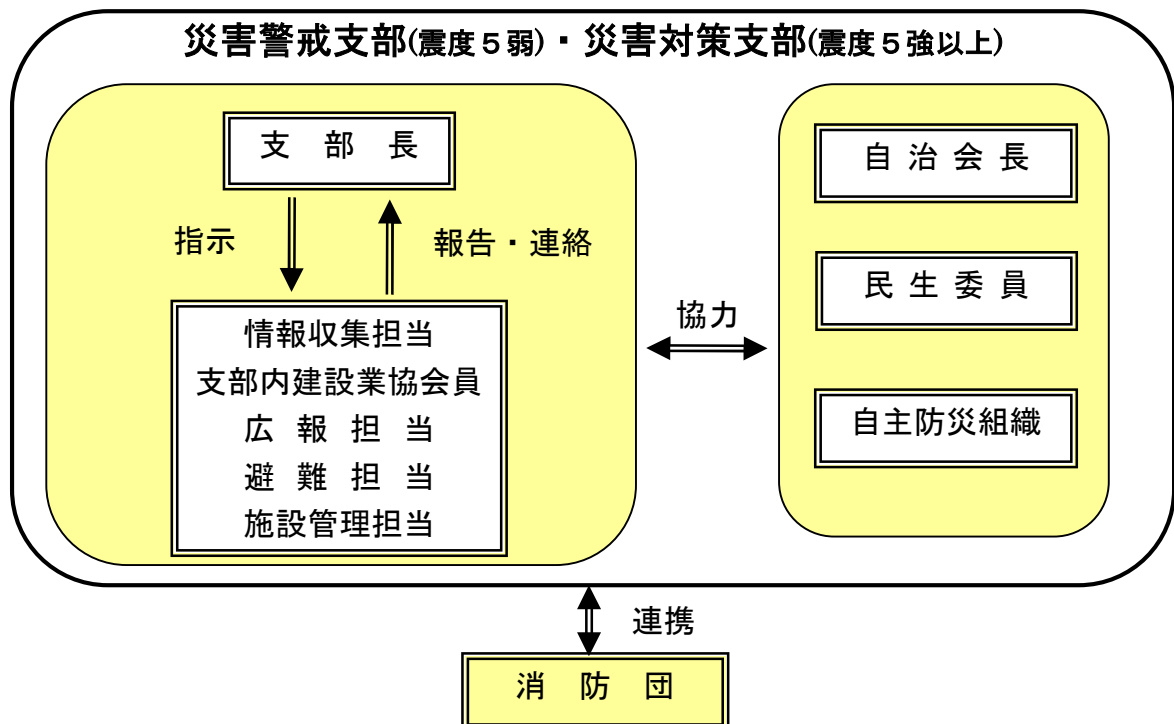 災害警戒支部(震度５弱)・災害対策支部(震度５強以上)
支　部　長
指示
報告・連絡
情報収集担当
支部内建設業協会員
広　報　担　当
避　難　担　当
施設管理担当
協力
自 治 会 長
民 生 委 員
自主防災組織
連携
消　防　団